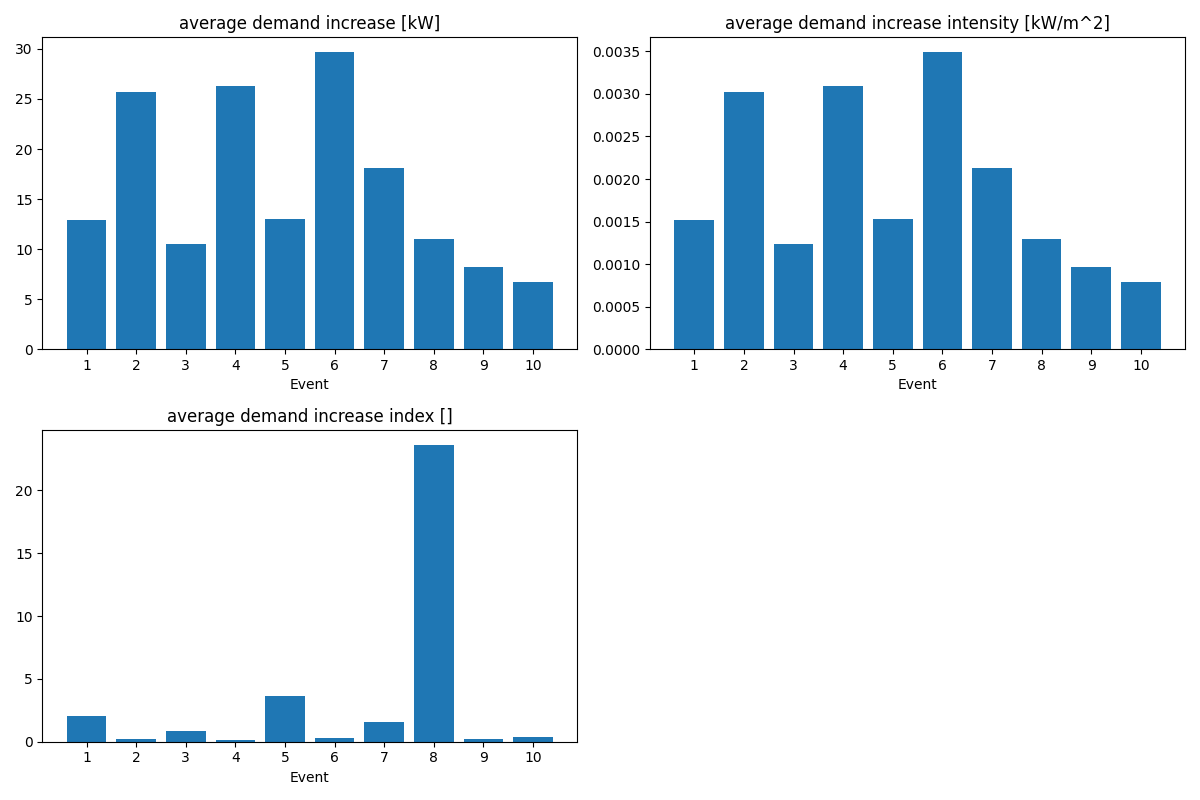 average demand increase [kW]
30
25
20
15
10
5
0
1 2 3 4 5 6 7 8 9 10
Event
average demand increase intensity [kW/m^2]
0.0035
0.0030
0.0025
0.0020
0.0015
0.0010
0.0005
0.0000
1 2 3 4 5 6 7 8 9 10
Event
average demand increase index []
20
15
10
5
0
1 2 3 4 5 6 7 8 9 10
Event